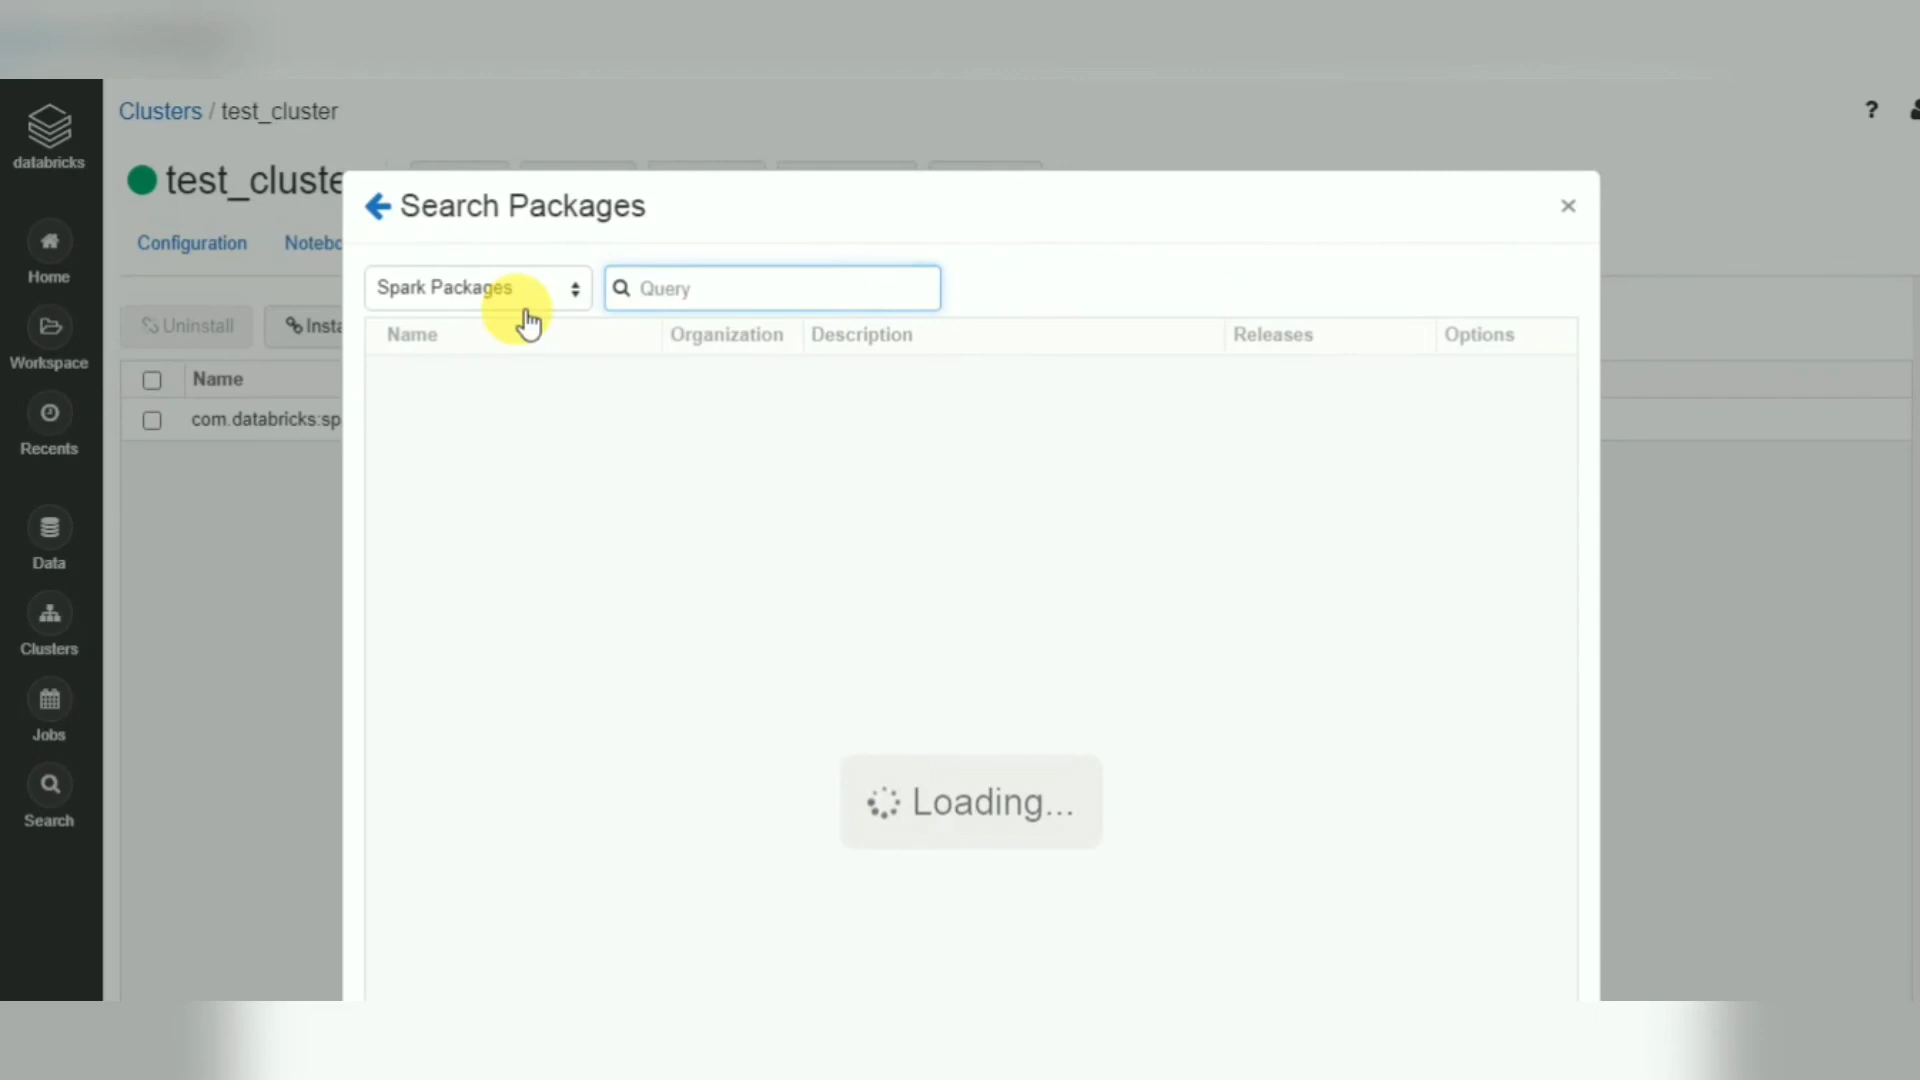 databricks
Home
Workspace
Recents
Data
Clusters
Jobs
Search
Clusters / test_cluster
?
test_cluste
Configuration
Notebo
Uninstall
Insta
Name
com.databricks:sp
Search Packages
×
Spark Packages
Query
Name
Organization
Description
Releases
Options
Loading...